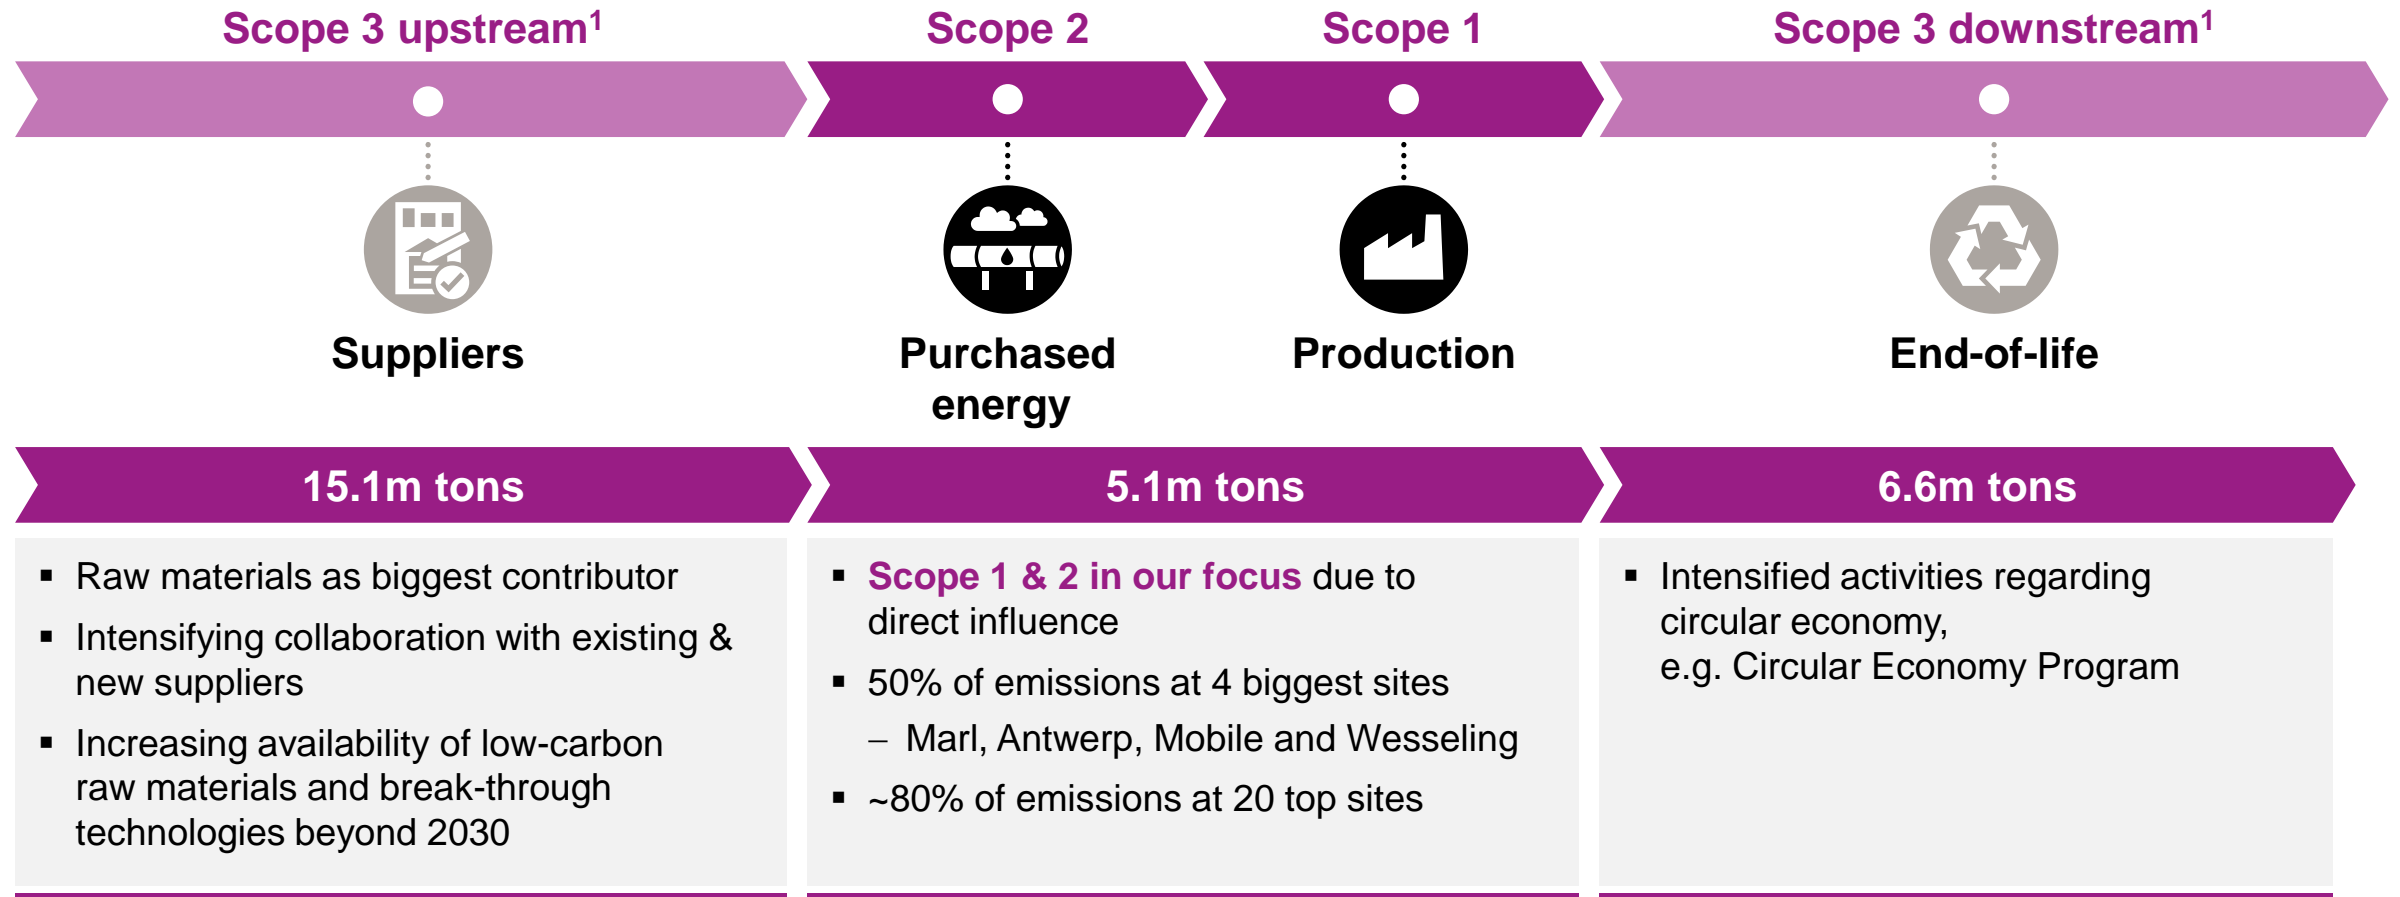 Scope 3 upstream¹
Scope 2
Scope 1
Scope 3 downstream¹
Suppliers
Purchased
energy
Production
End-of-life
15.1m tons
5.1m tons
6.6m tons
▪ Raw materials as biggest contributor
▪ Intensifying collaboration with existing &
new suppliers
▪ Increasing availability of low-carbon
raw materials and break-through
technologies beyond 2030
▪ Scope 1 & 2 in our focus due to
direct influence
▪ 50% of emissions at 4 biggest sites
– Marl, Antwerp, Mobile and Wesseling
▪ ~80% of emissions at 20 top sites
▪ Intensified activities regarding
circular economy,
e.g. Circular Economy Program